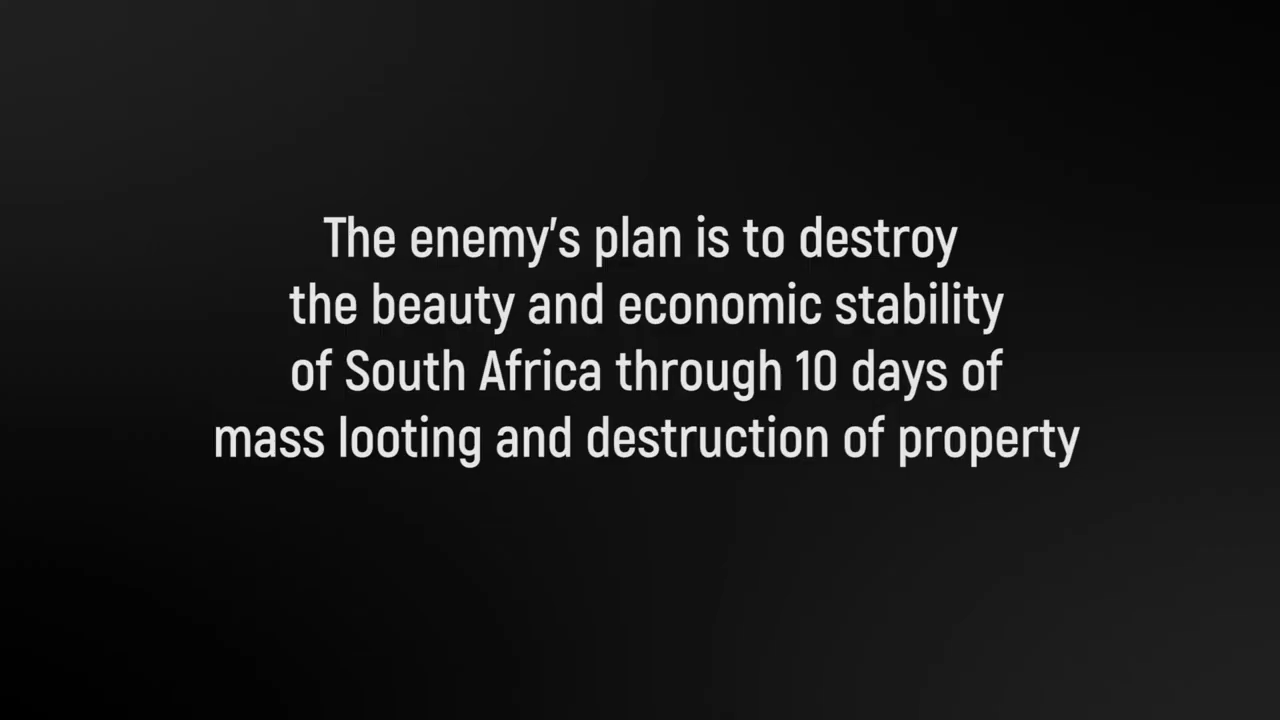 The enemy's plan is to destroy
the beauty and economic stability
of South Africa through 10 days of
mass looting and destruction of property